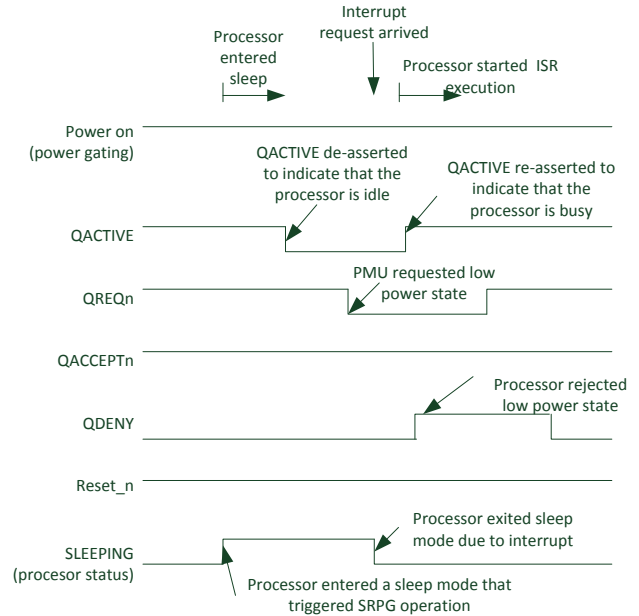 Interrupt
request arrived
Processor
entered
sleep
Processor started ISR
execution
Power on
(power gating)
QACTIVE de-asserted
to indicate that the
processor is idle
QACTIVE re-asserted to
indicate that the
processor is busy
QACTIVE
PMU requested low
power state
QREQn
QACCEPTn
Processor rejected
low power state
QDENY
Reset_n
Processor exited sleep
mode due to interrupt
SLEEPING
(procesor status)
Processor entered a sleep mode that
triggered SRPG operation